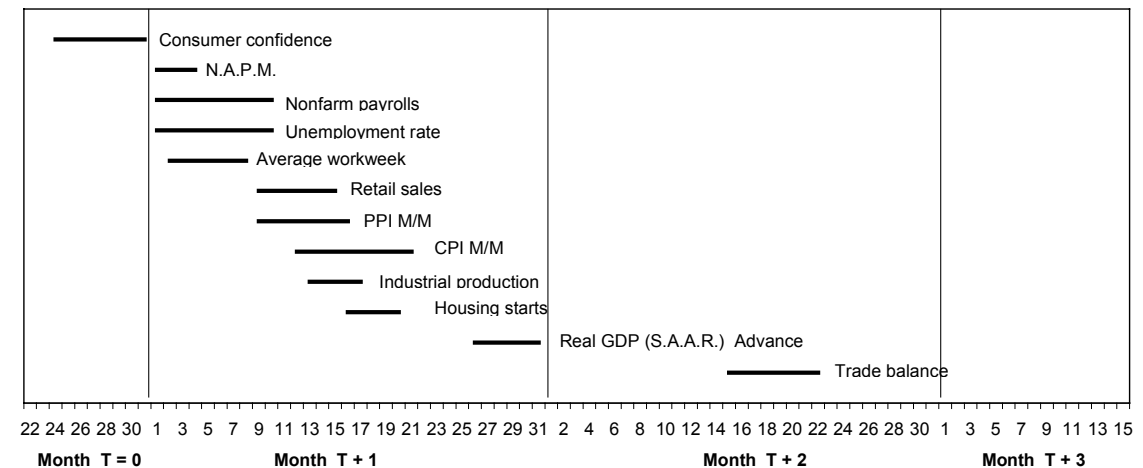 Consumer confidence
N.A.P.M.
Nonfarm payrolls
Unemployment rate
Average workweek
Retail sales
PPI M/M
CPI M/M
Industrial production
Housing starts
Real GDP (S.A.A.R.) Advance
Trade balance
22 24 26 28 30 1 3 5 7 9 11 13 15 17 19 21 23 25 27 29 31 2 4 6 8 10 12 14 16 18 20 22 24 26 28 30 1 3 5 7 9 11 13 15
Month T = 0 Month T + 1 Month T + 2 Month T + 3